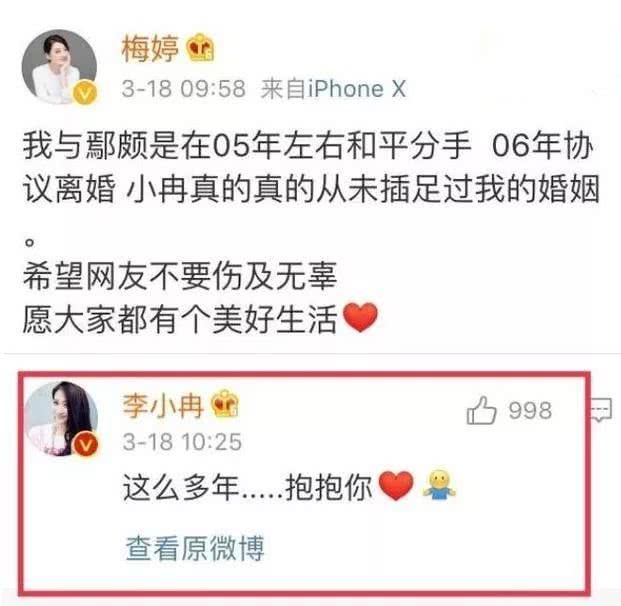 梅婷
3-18 09:58 来自iPhone X
我与鄢颇是在05年左右和平分手 06年协
议离婚 小冉真的真的从未插足过我的婚姻
。
希望网友不要伤及无辜
愿大家都有个美好生活❤️
李小冉
998
3-18 10:25
这么多年.....抱抱你❤️
查看原微博